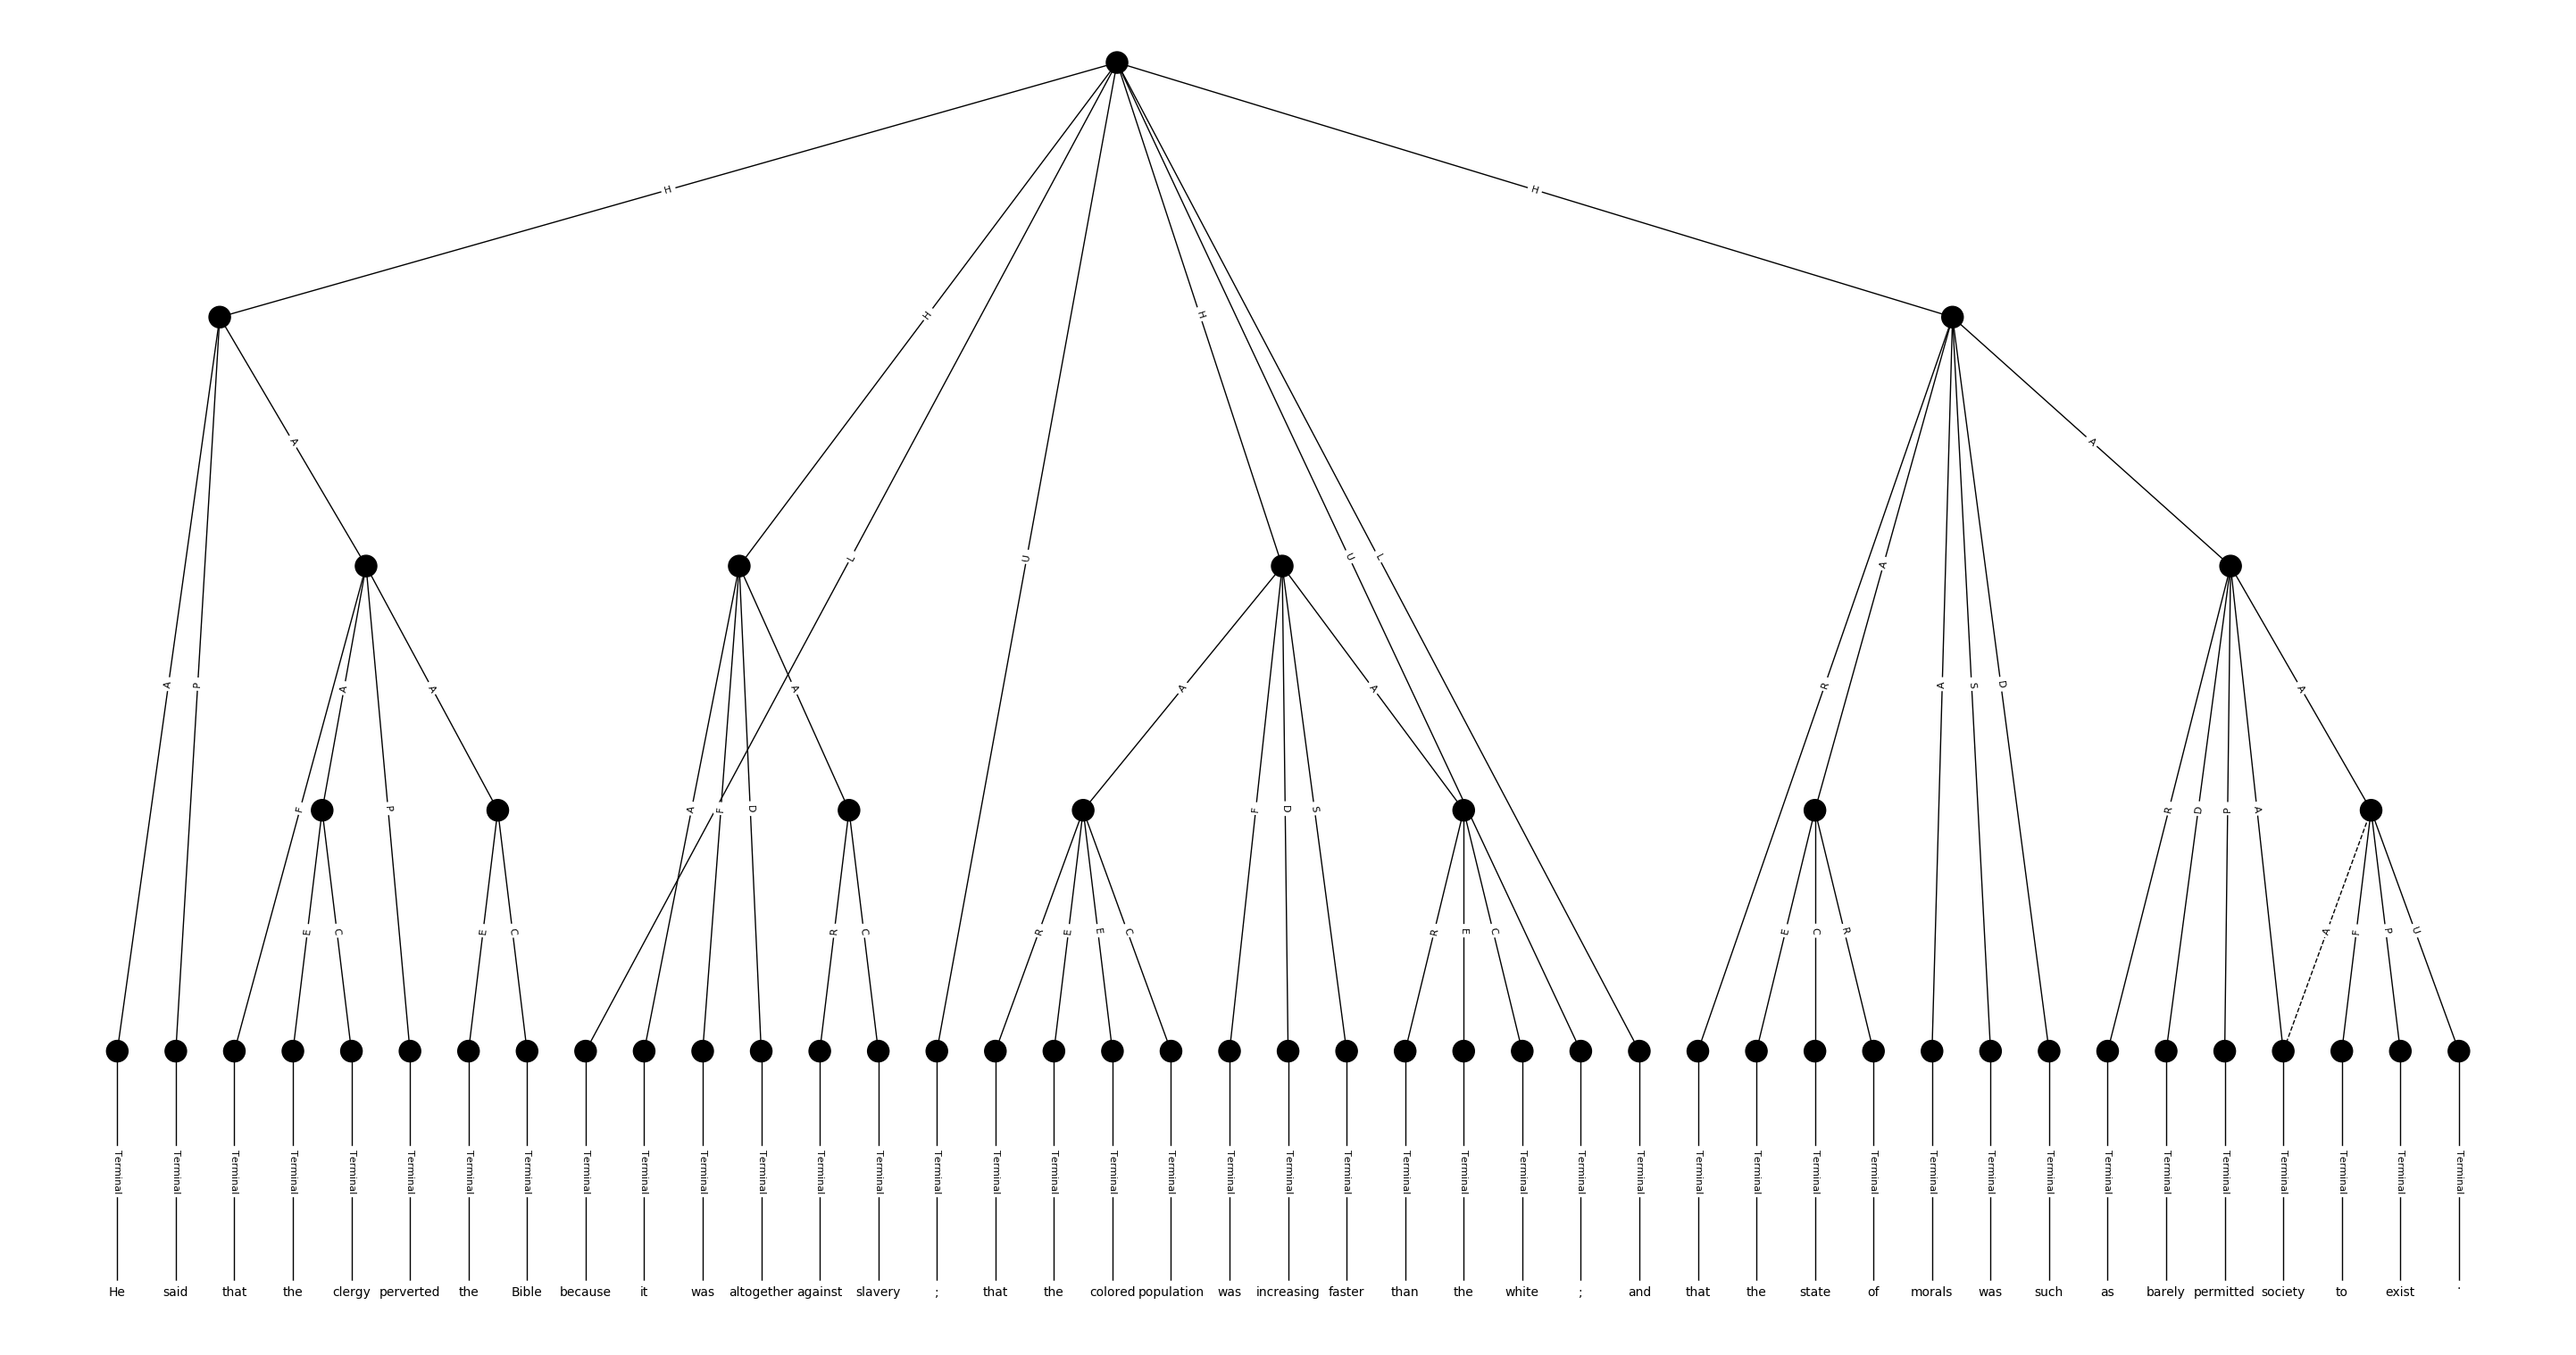 H
H
H
H
A
A
L
U
U
L
A
A
P
A
A
A
A
A
R
A
S
D
A
F
P
A
F
D
F
D
S
R
D
P
A
E
C
E
C
R
C
R
E
E
C
R
E
C
E
C
R
A
F
P
U
Terminal Terminal Terminal Terminal Terminal Terminal Terminal Terminal Terminal Terminal Terminal Terminal Terminal Terminal Terminal Terminal Terminal Terminal Terminal Terminal Terminal Terminal Terminal Terminal Terminal Terminal Terminal Terminal Terminal Terminal Terminal Terminal Terminal Terminal Terminal Terminal Terminal Terminal Terminal Terminal Terminal
He said that the clergy perverted the Bible because it was altogether against slavery ; that the colored population was increasing faster than the white ; and that the state of morals was such as barely permitted society to exist .